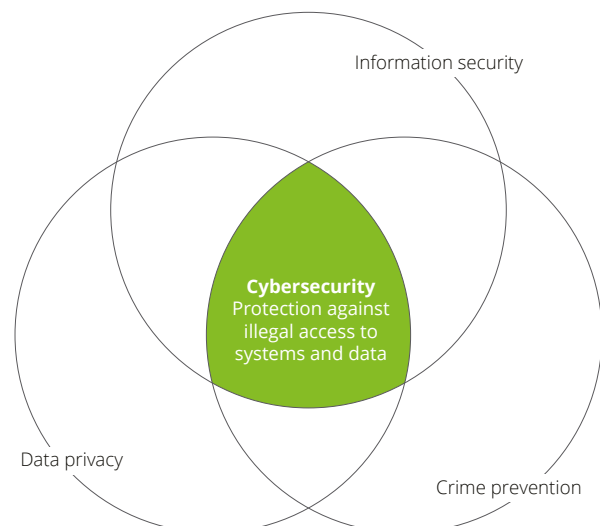 Information security
Cybersecurity
Protection against
illegal access to
systems and data
Data privacy
Crime prevention